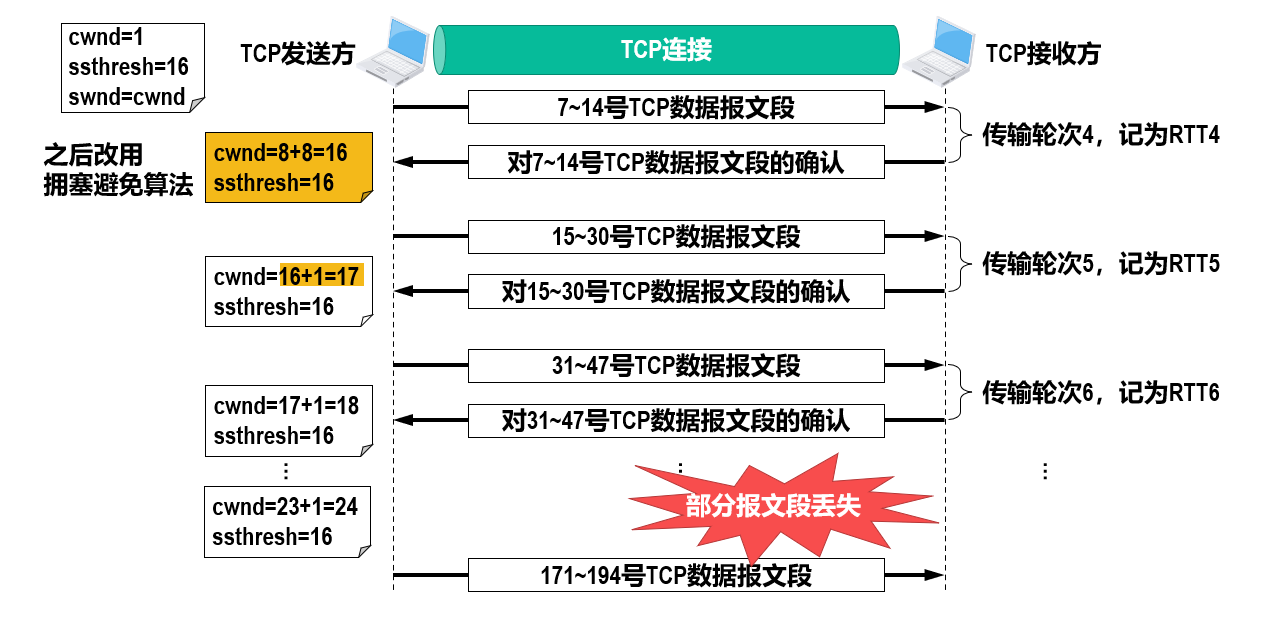 cwnd=1
ssthresh=16
swnd=cwnd
TCP发送方
TCP连接
TCP接收方
7~14号TCP数据报文段
传输轮次4，记为RTT4
之后改用
拥塞避免算法
cwnd=8+8=16
ssthresh=16
对7~14号TCP数据报文段的确认
15~30号TCP数据报文段
传输轮次5，记为RTT5
cwnd=16+1=17
ssthresh=16
对15~30号TCP数据报文段的确认
31~47号TCP数据报文段
传输轮次6，记为RTT6
cwnd=17+1=18
ssthresh=16
对31~47号TCP数据报文段的确认
⋮
⋮
⋮
cwnd=23+1=24
ssthresh=16
部分报文段丢失
171~194号TCP数据报文段